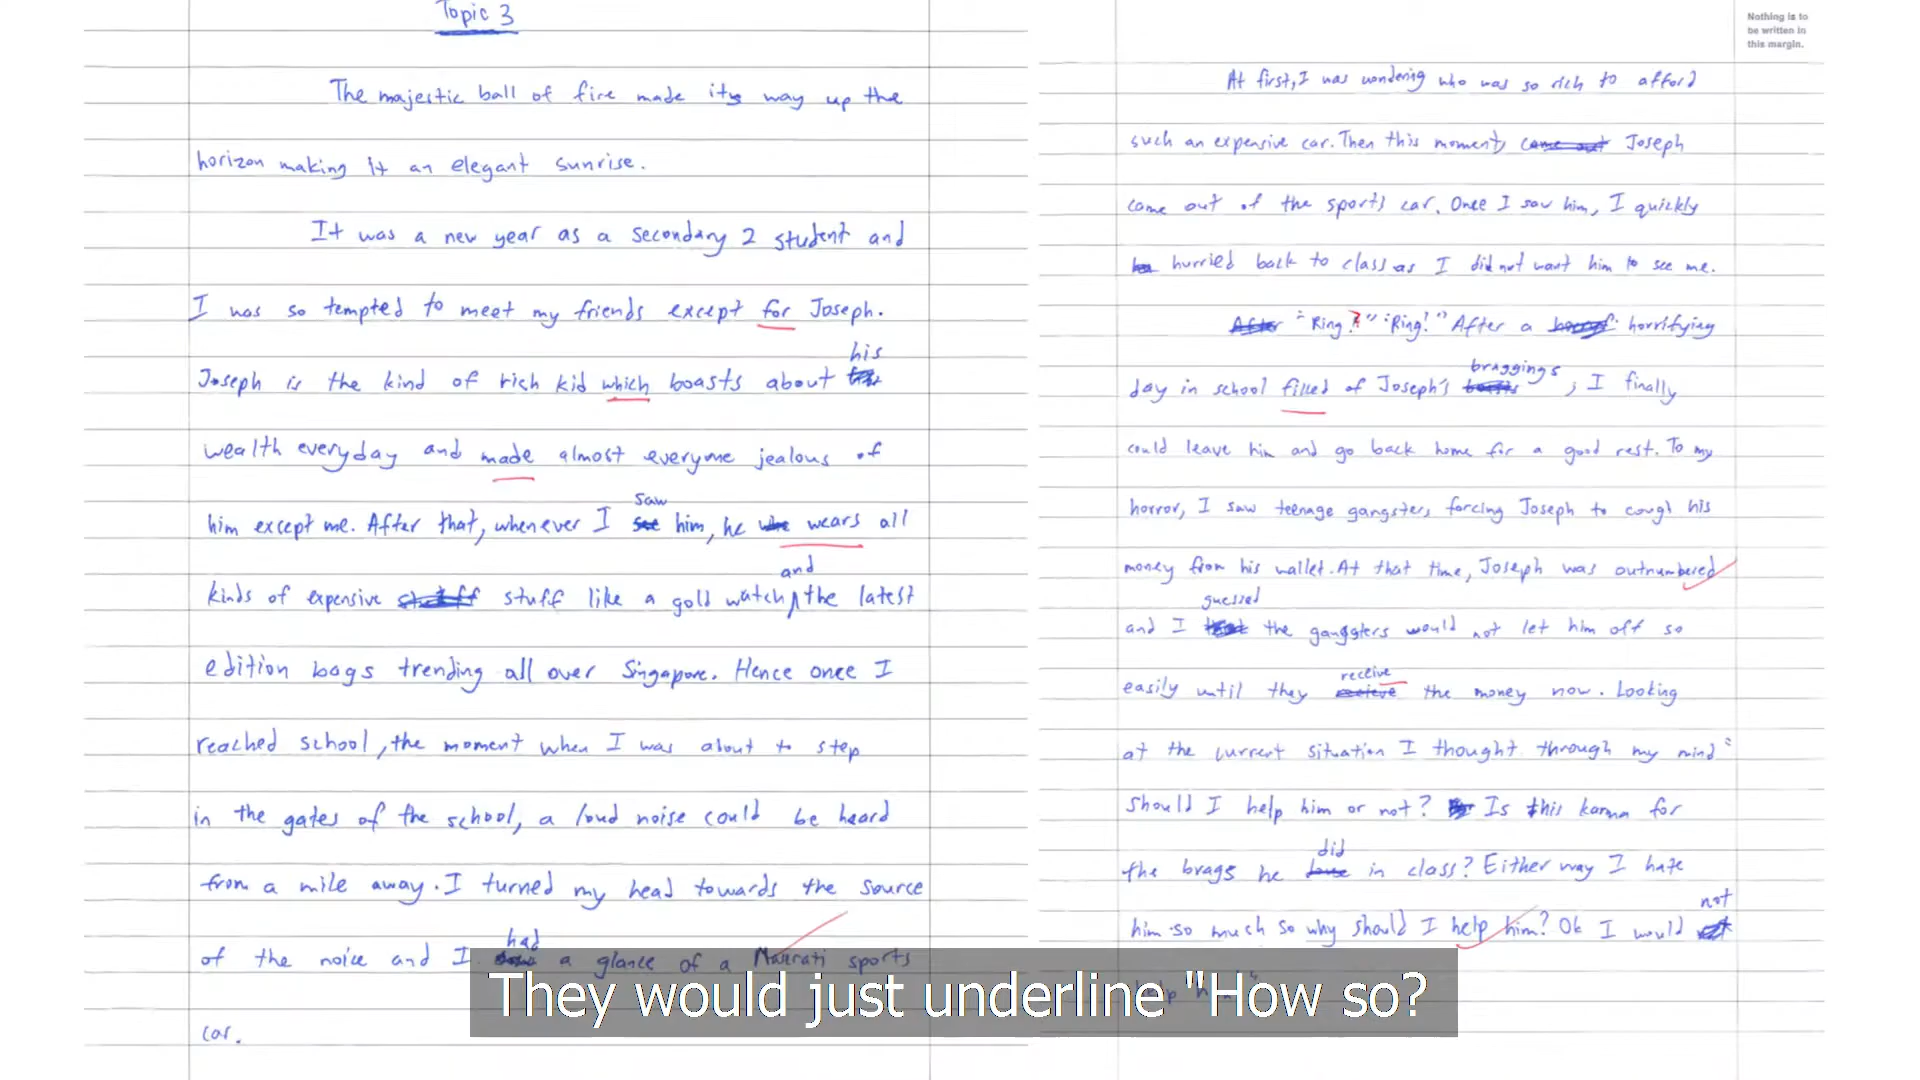 Topic 3
The majestic ball of fire made its way up the
horizon making it an elegant sunrise.
It was a new year as a secondary 2 student and
I was so tempted to meet my friends except for Joseph.
his
Joseph is the kind of rich kid which boasts about
wealth everyday and made almost everyone jealous of
saw
him except me. After that, whenever I see him, he wears all
and
kinds of expensive stuff stuff like a gold watch, the latest
edition bags trending all over Singapore. Hence once I
reached school, the moment when I was about to step
in the gates of the school, a loud noise could be heard
from a mile away. I turned my head towards the source
had
of the noice and I a glance of a Maserati sports
car.
Nothing is to
be written in
this margin.
At first, I was wondering who was so rich to afford
such an expensive car. Then this moment, came out Joseph
came out of the sports car. Once I saw him, I quickly
hurried back to class as I did not want him to see me.
After "Ring!" "Ring!" After a horrifying
braggings
day in school filled of Joseph's boasts, I finally
could leave him and go back home for a good rest. To my
horror, I saw teenage gangsters forcing Joseph to cough his
money from his wallet. At that time, Joseph was outnumbered
guessed
and I the gangsters would not let him off so
receive
easily until they recieve the money now. Looking
at the current situation I thought through my mind"
Should I help him or not? Is this karma for
did
the brags he in class? Either way I hate
not
him so much so why should I help him? Ok I would
help him"
They would just underline "How so?